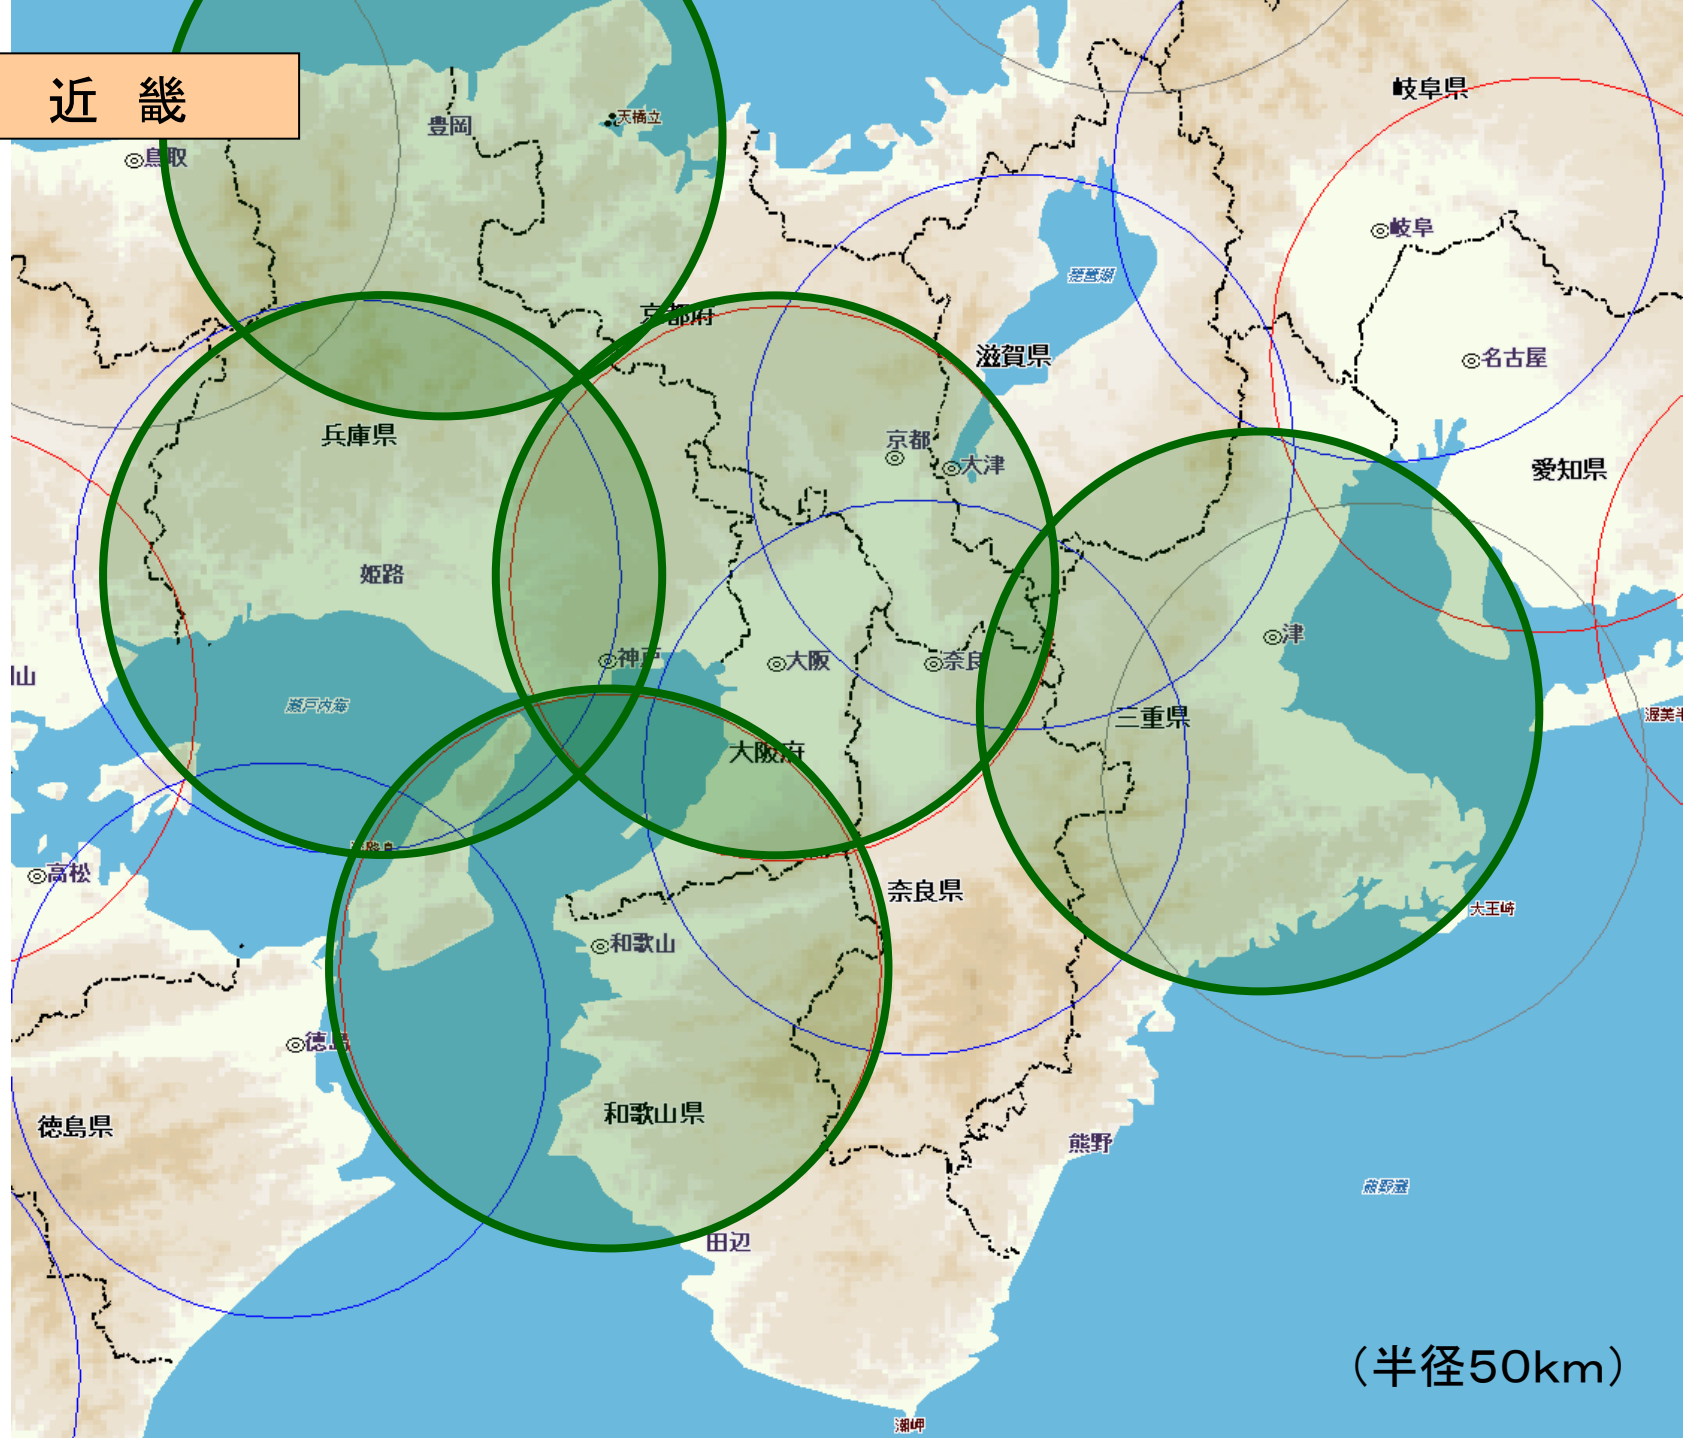 近 畿
岐阜県
豊岡
天橋立
鳥取
岐阜
琵琶湖
京都府
滋賀県
名古屋
兵庫県
京都
大津
愛知県
姫路
津
神戸
大阪
奈良
山
瀬戸内海
三重県
渥美半
大阪府
高松
奈良県
大王崎
和歌山
徳島
和歌山県
徳島県
熊野
熊野灘
田辺
（半径50km）
潮岬